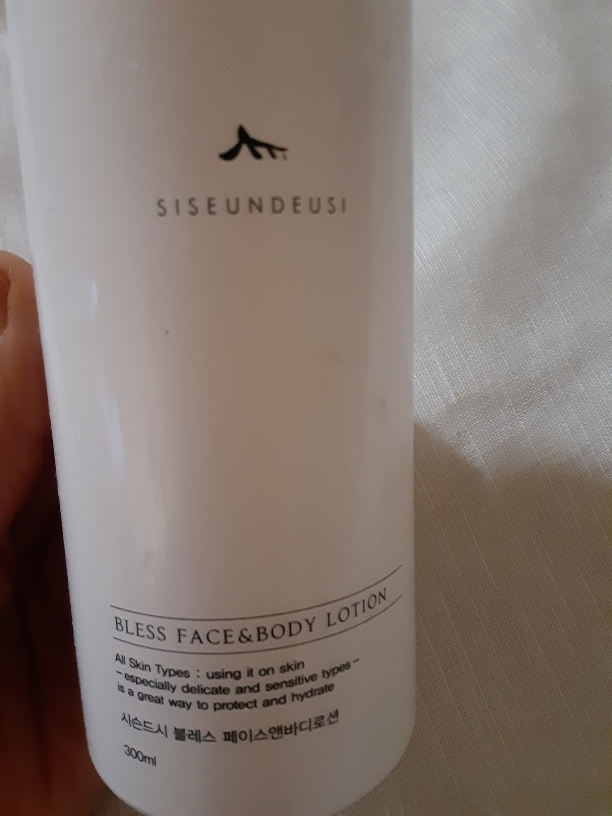 SISEUNDEUSI
BLESS FACE&BODY LOTION
All Skin Types : using it on skin
-especially delicate and sensitive types-
is a great way to protect and hydrate
시슨드시 블레스 페이스앤바디로션
300ml